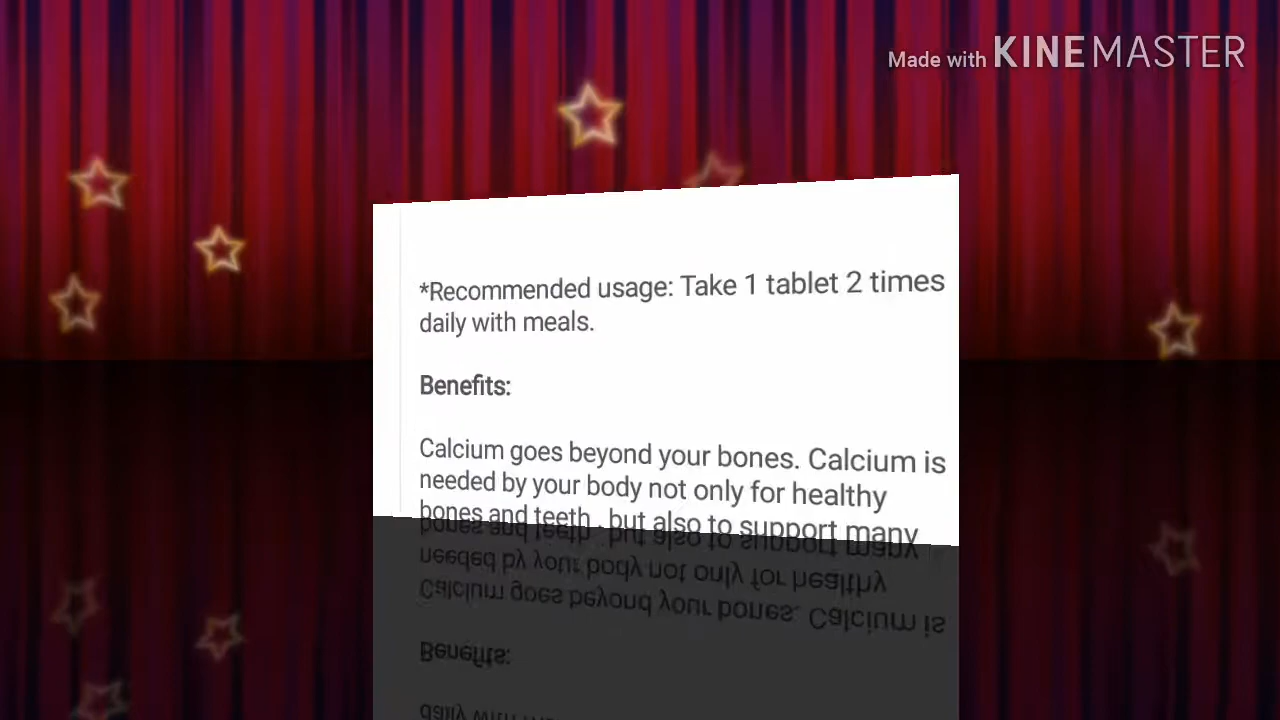 Made with KINEMASTER
*Recommended usage: Take 1 tablet 2 times
daily with meals.
Benefits:
Calcium goes beyond your bones. Calcium is
needed by your body not only for healthy
bones and teeth , but also to support many